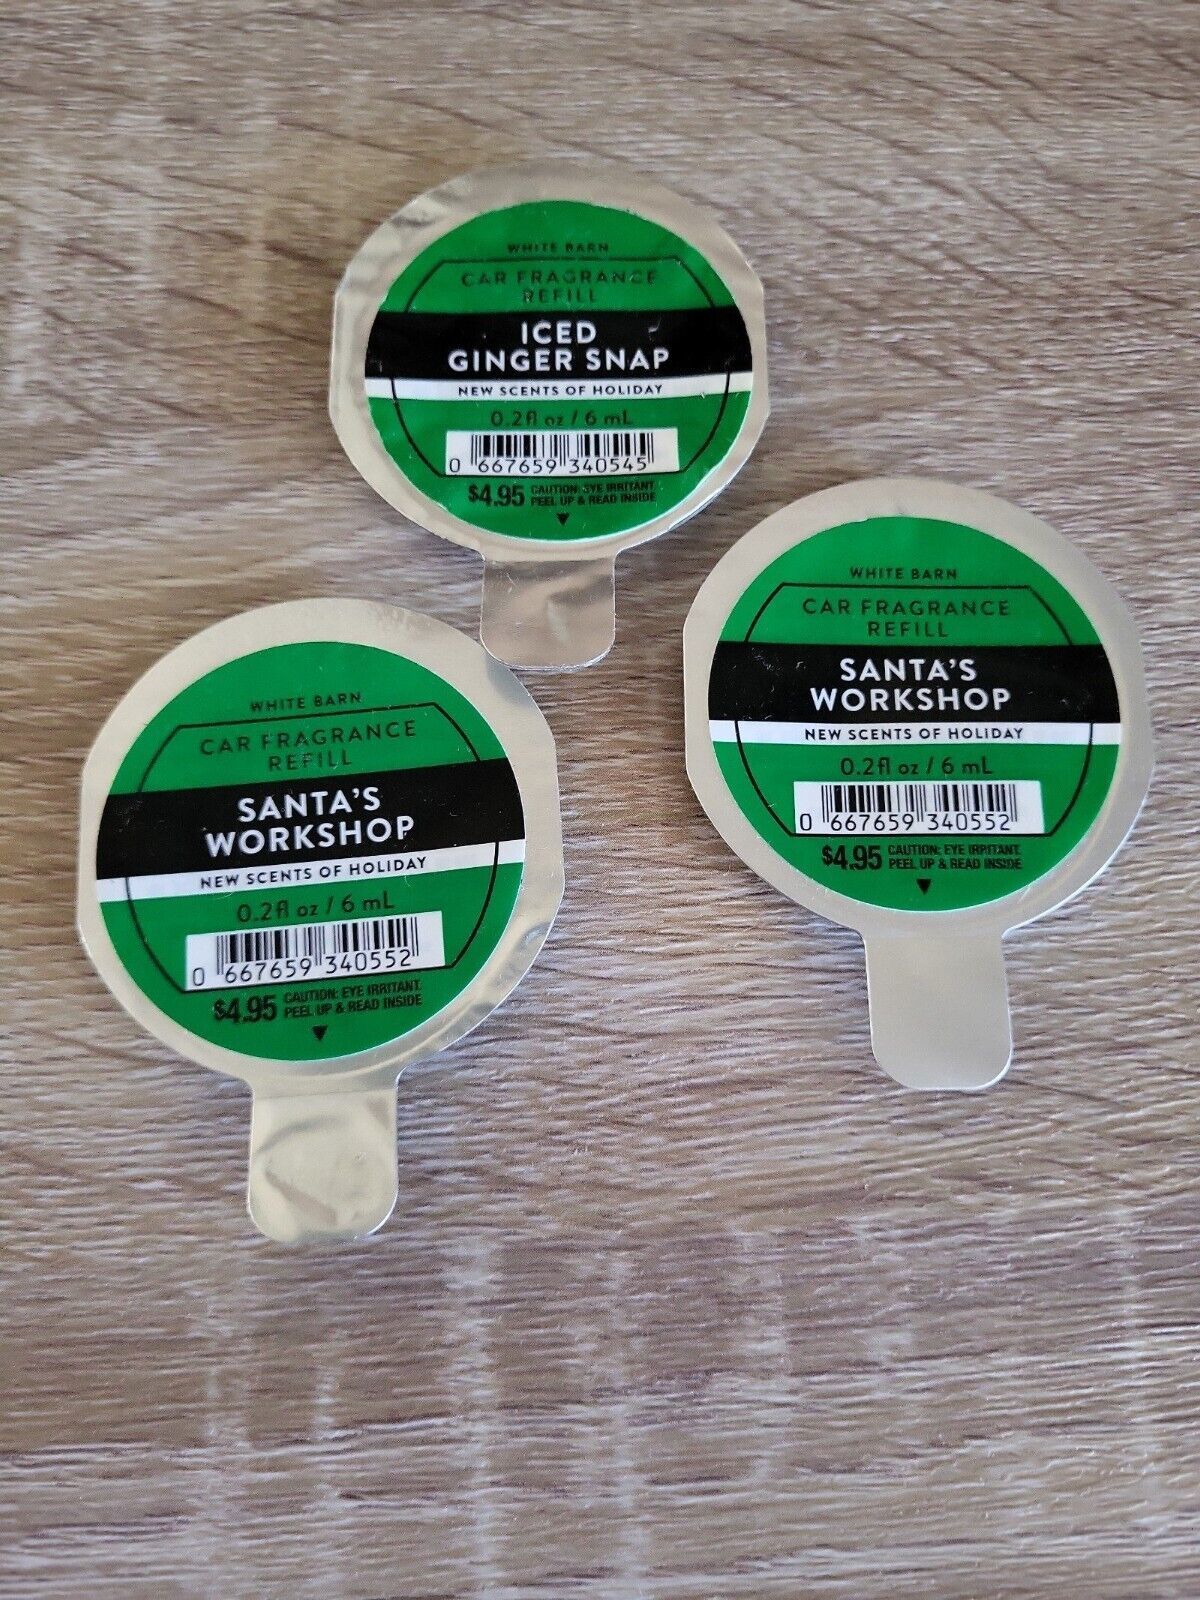 WHITE BARN
CAR FRAGRANCE
REFILL
ICED
GINGER SNAP
NEW SCENTS OF HOLIDAY
0.2fl oz / 6 mL
0 667659 340545
$4.95 CAUTION: EYE IRRITANT.
PEEL UP & READ INSIDE
WHITE BARN
CAR FRAGRANCE
REFILL
SANTA'S
WORKSHOP
NEW SCENTS OF HOLIDAY
0.2fl oz / 6 mL
0 667659 340552
$4.95 CAUTION: EYE IRRITANT.
PEEL UP & READ INSIDE
WHITE BARN
CAR FRAGRANCE
REFILL
SANTA'S
WORKSHOP
NEW SCENTS OF HOLIDAY
0.2fl oz / 6 mL
0 667659 340552
$4.95 CAUTION: EYE IRRITANT.
PEEL UP & READ INSIDE